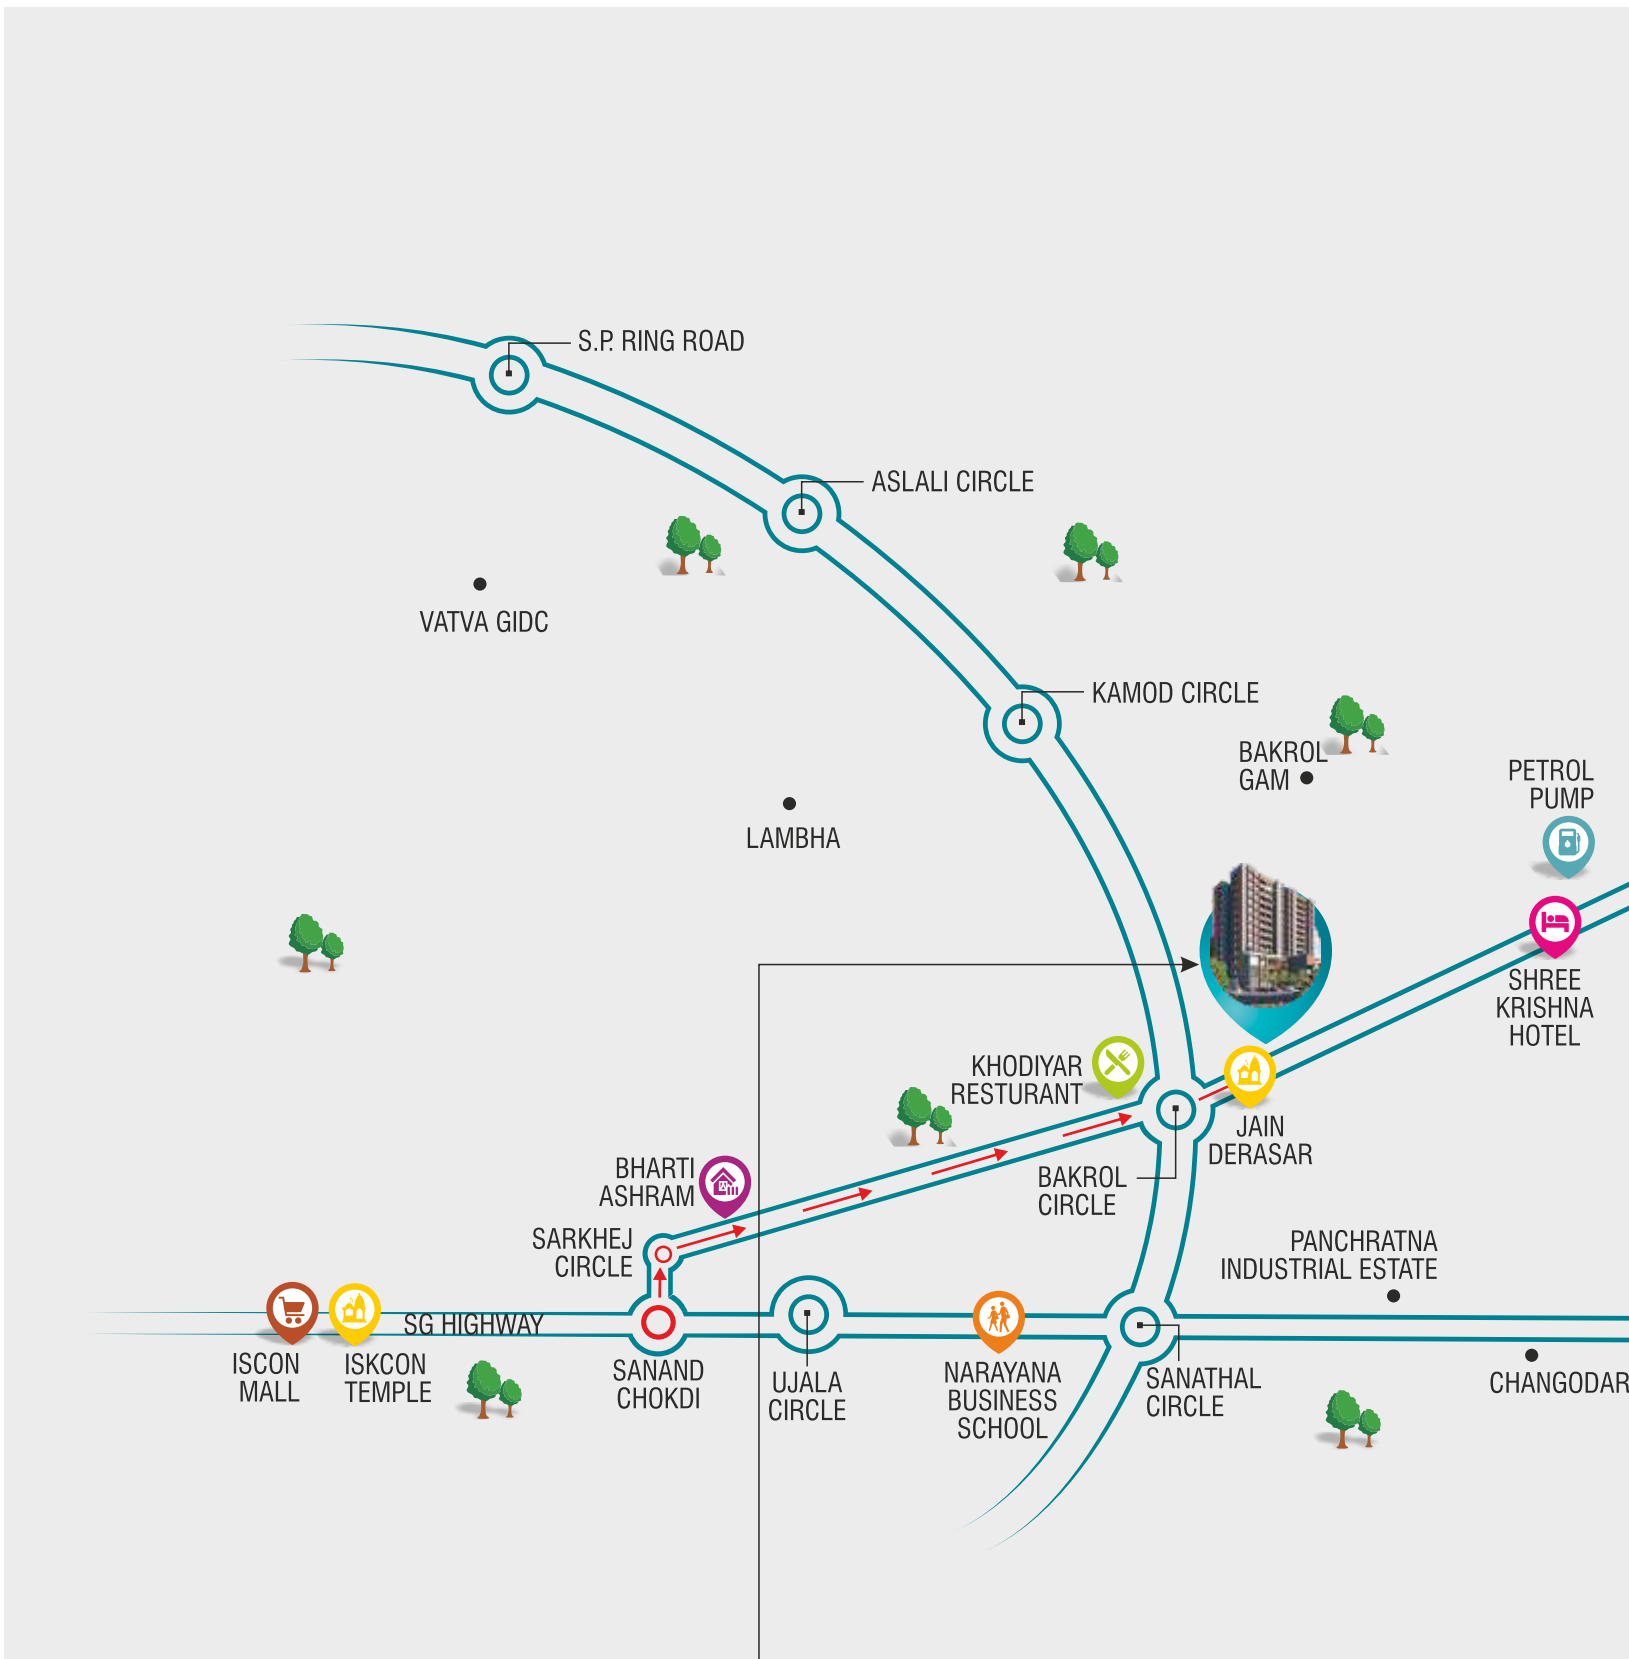 S.P. RING ROAD
ASLALI CIRCLE
VATVA GIDC
KAMOD CIRCLE
BAKROL
GAM
PETROL
PUMP
LAMBHA
SHREE
KRISHNA
HOTEL
KHODIYAR
RESTURANT
JAIN
DERASAR
BHARTI
ASHRAM
BAKROL
CIRCLE
SARKHEJ
CIRCLE
PANCHRATNA
INDUSTRIAL ESTATE
SG HIGHWAY
ISCON
MALL
ISKCON
TEMPLE
SANAND
CHOKDI
UJALA
CIRCLE
NARAYANA
BUSINESS
SCHOOL
SANATHAL
CIRCLE
CHANGODAR